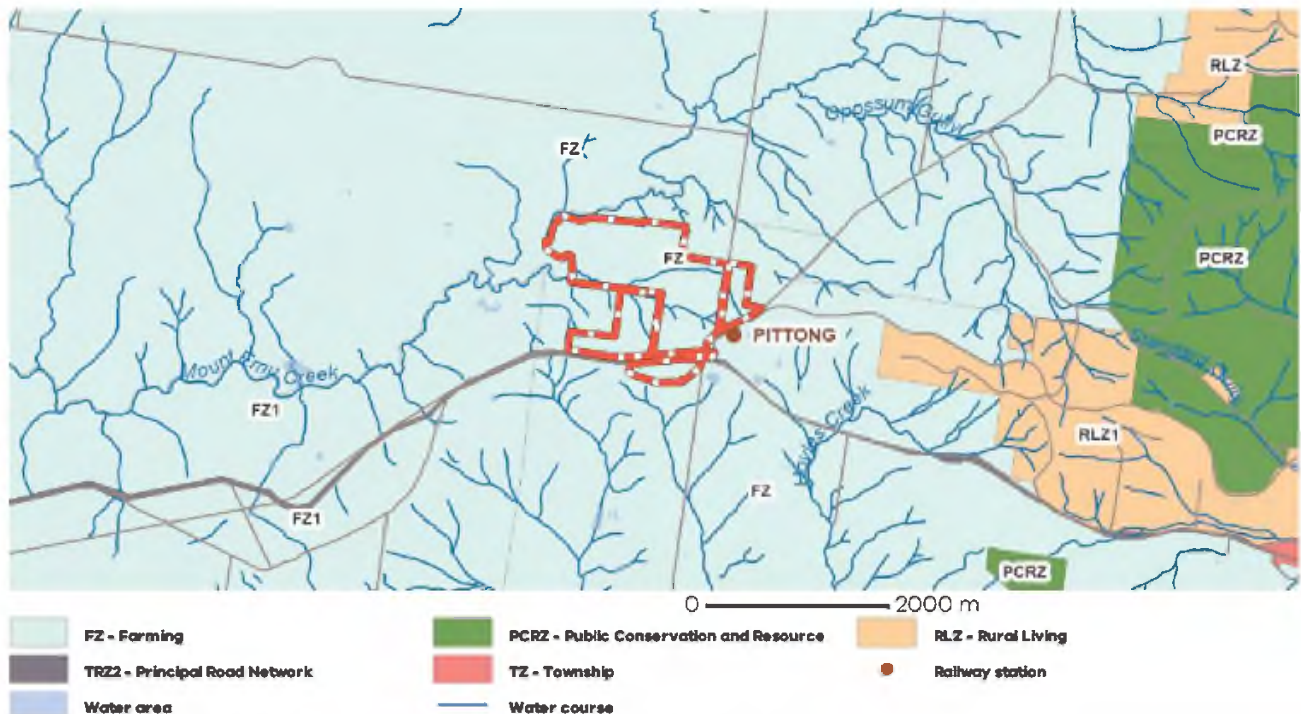 RLZ
Opossum Gully
PCRZ
FZ
PCRZ
FZ
PITTONG
Mount Emu Creek
FZ1
Hoyles Creek
RLZ1
FZ
FZ1
PCRZ
0 2000 m
FZ - Farming
PCRZ - Public Conservation and Resource
RLZ - Rural Living
TRZ2 - Principal Road Network
TZ - Township
Railway station
Water area
Water course